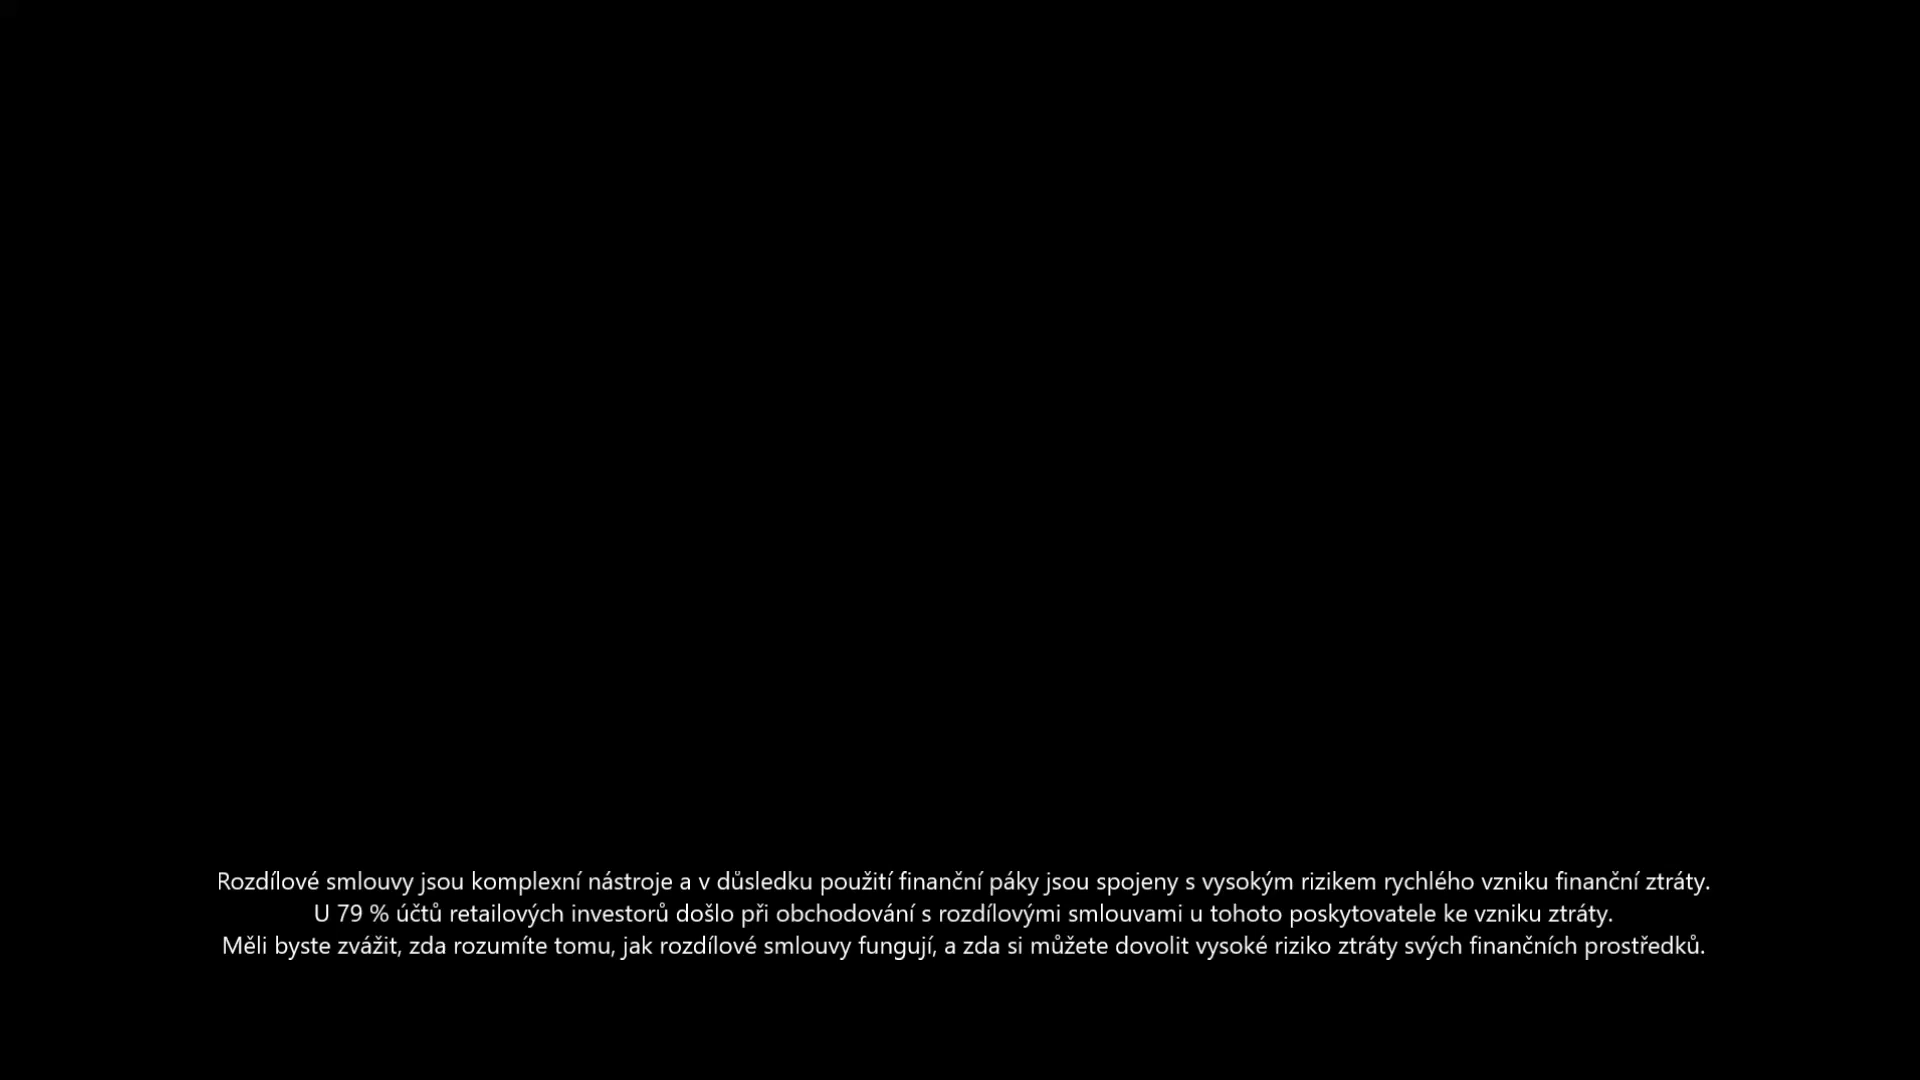 Rozdílové smlouvy jsou komplexní nástroje a v důsledku použití finanční páky jsou spojeny s vysokým rizikem rychlého vzniku finanční ztráty.
U 79 % účtů retailových investorů došlo při obchodování s rozdílovými smlouvami u tohoto poskytovatele ke vzniku ztráty.
Měli byste zvážit, zda rozumíte tomu, jak rozdílové smlouvy fungují, a zda si můžete dovolit vysoké riziko ztráty svých finančních prostředků.